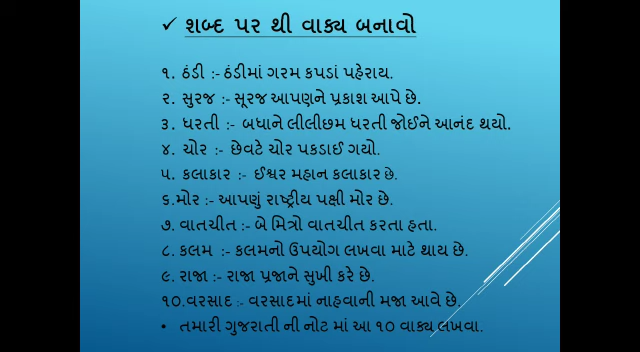 ✓ શબ્દ પર થી વાક્ય બનાવો
૧. ઠંડી :- ઠંડીમાં ગરમ કપડાં પહેરાય.
૨. સુરજ :- સૂરજ આપણને પ્રકાશ આપે છે.
૩. ધરતી :- બધાને લીલીછમ ધરતી જોઈને આનંદ થયો.
૪. ચોર :- છેવટે ચોર પકડાઈ ગયો.
૫. કલાકાર :- ઈશ્વર મહાન કલાકાર છે.
૬.મોર :- આપણું રાષ્ટ્રીય પક્ષી મોર છે.
૭. વાતચીત :- બે મિત્રો વાતચીત કરતા હતા.
૮. કલમ :- કલમનો ઉપયોગ લખવા માટે થાય છે.
૯. રાજા :- રાજા પ્રજાને સુખી કરે છે.
૧૦.વરસાદ :- વરસાદમાં નાહવાની મજા આવે છે.
• તમારી ગુજરાતી ની નોટ માં આ ૧૦ વાક્ય લખવા.